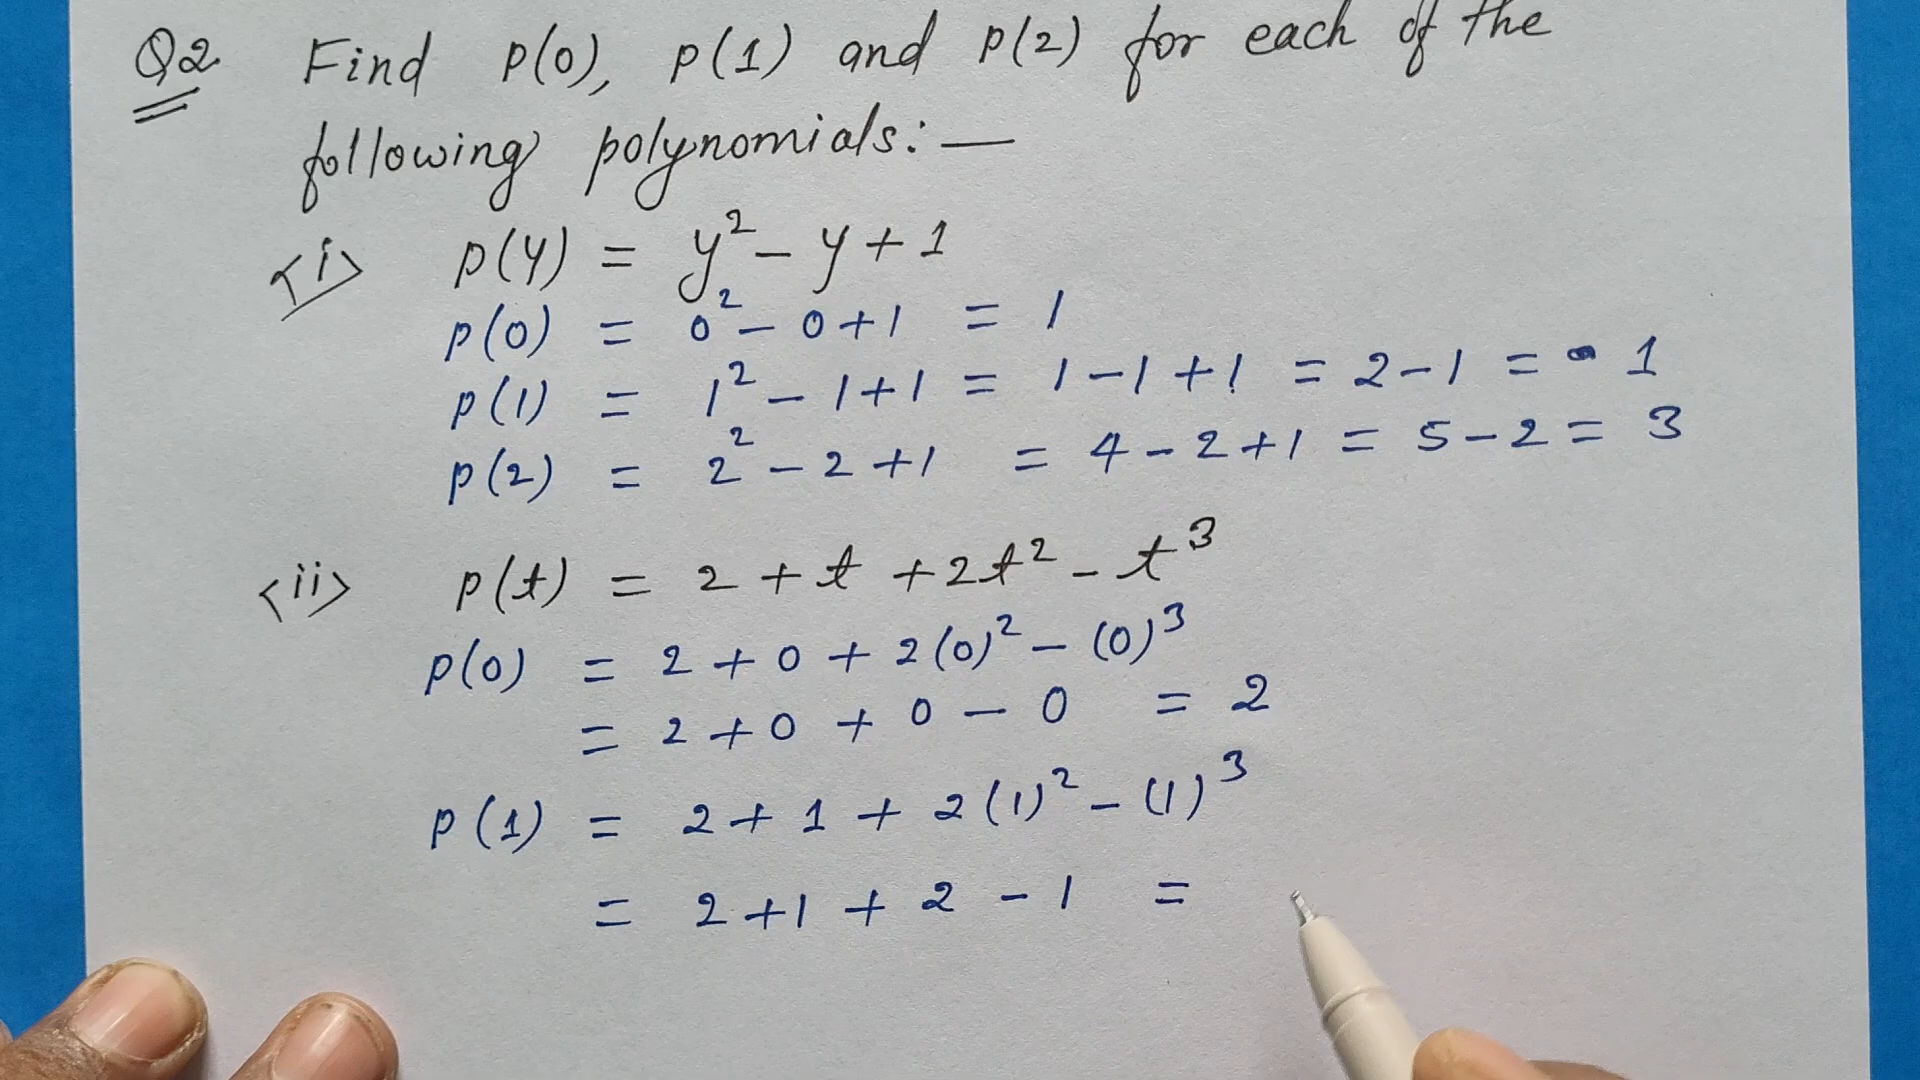 Q2 Find p(0), p(1) and p(2) for each of the
following polynomials:—
<i> p(y) = y² - y + 1
p(0) = 0² - 0 + 1 = 1
p(1) = 1² - 1 + 1 = 1 - 1 + 1 = 2 - 1 = 1
p(2) = 2² - 2 + 1 = 4 - 2 + 1 = 5 - 2 = 3
<ii> p(t) = 2 + t + 2t² - t³
p(0) = 2 + 0 + 2(0)² - (0)³
= 2 + 0 + 0 - 0 = 2
p(1) = 2 + 1 + 2(1)² - (1)³
= 2 + 1 + 2 - 1 =